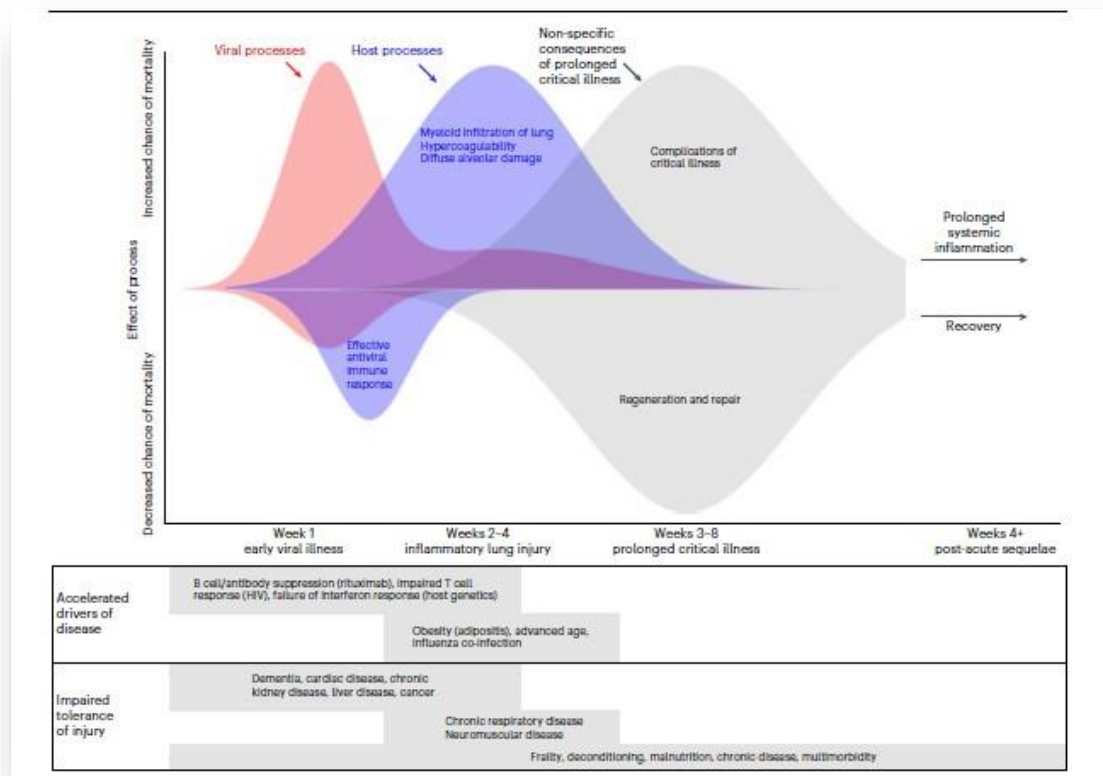 Viral processes
Host processes
Non-specific
consequences
of prolonged
critical illness
Increased chance of mortality
Effect of process
Decreased chance of mortality
Myeloid infiltration of lung
Hypercoagulability
Diffuse alveolar damage
Complications of
critical illness
Prolonged
systemic
inflammation
Recovery
Effective
antiviral
immune
response
Regeneration and repair
Week 1
early viral illness
Weeks 2–4
inflammatory lung injury
Weeks 3–8
prolonged critical illness
Weeks 4+
post-acute sequelae
Accelerated
drivers of
disease
B cell/antibody suppression (rituximab), impaired T cell
response (HIV), failure of interferon response (host genetics)
Obesity (adipositis), advanced age,
influenza co-infection
Impaired
tolerance
of injury
Dementia, cardiac disease, chronic
kidney disease, liver disease, cancer
Chronic respiratory disease
Neuromuscular disease
Frailty, deconditioning, malnutrition, chronic disease, multimorbidity